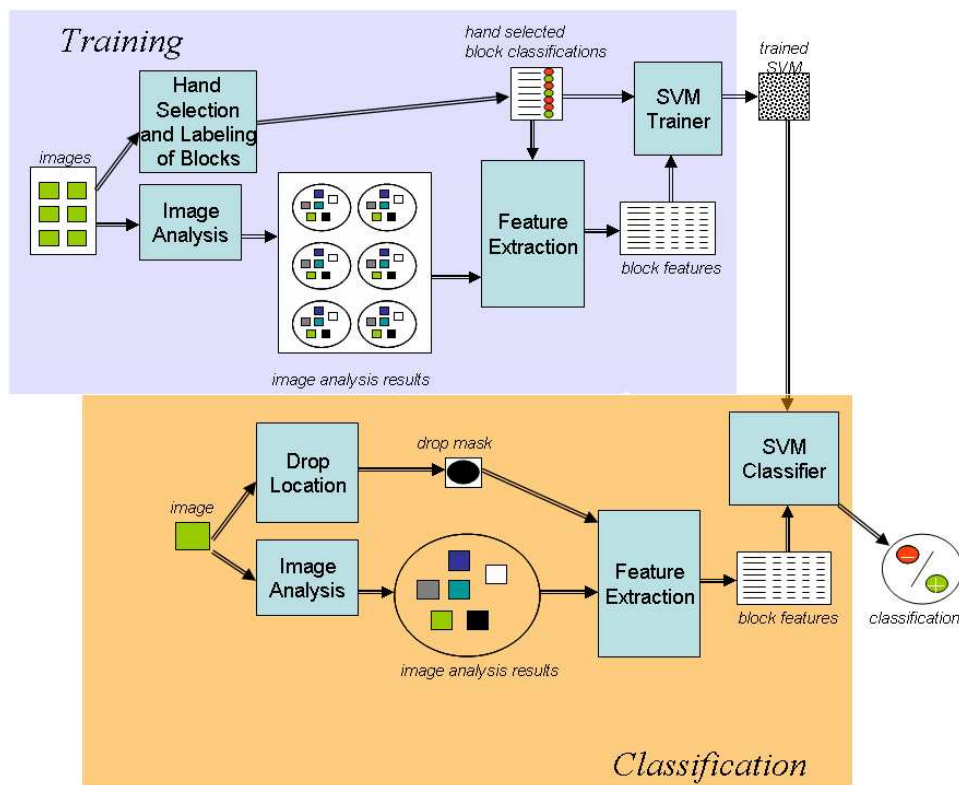 Training
hand selected
block classifications
trained
SVM
Hand
Selection
and Labeling
of Blocks
SVM
Trainer
images
Image
Analysis
Feature
Extraction
block features
image analysis results
SVM
Classifier
Drop
Location
drop mask
image
Image
Analysis
Feature
Extraction
block features
classification
image analysis results
Classification